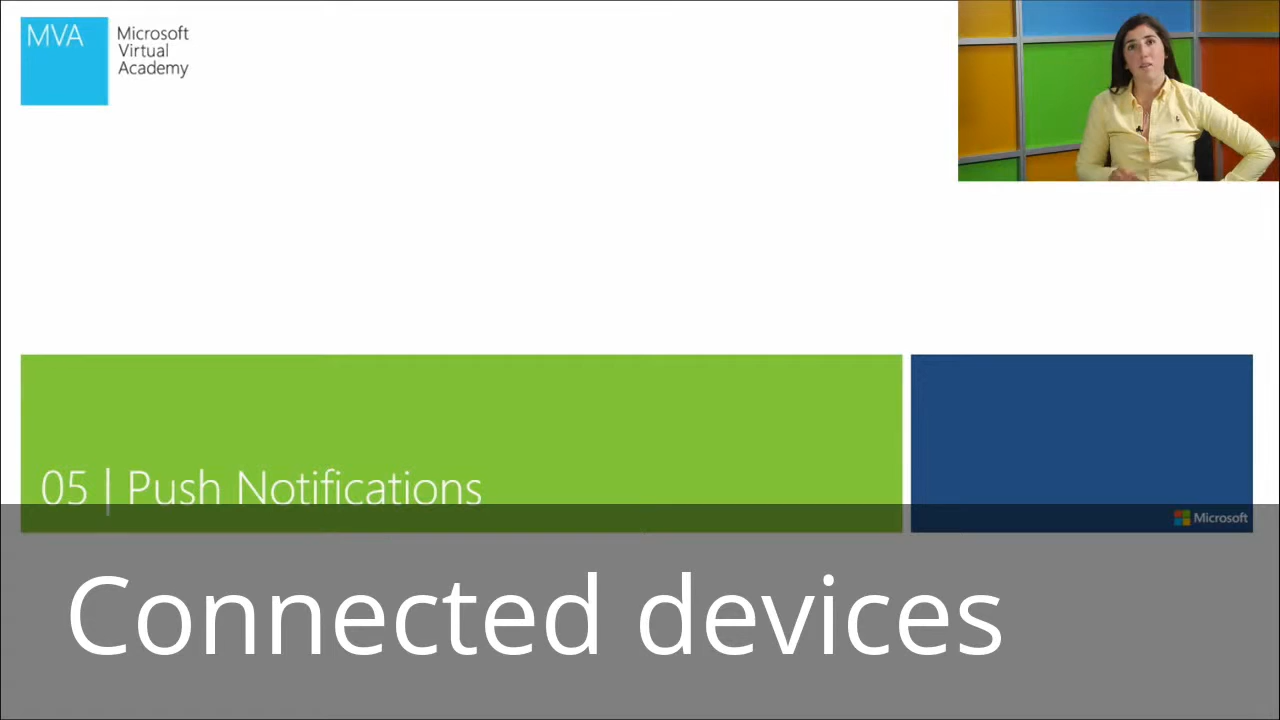 MVA
Microsoft
Virtual
Academy
05 | Push Notifications
Microsoft
Connected devices